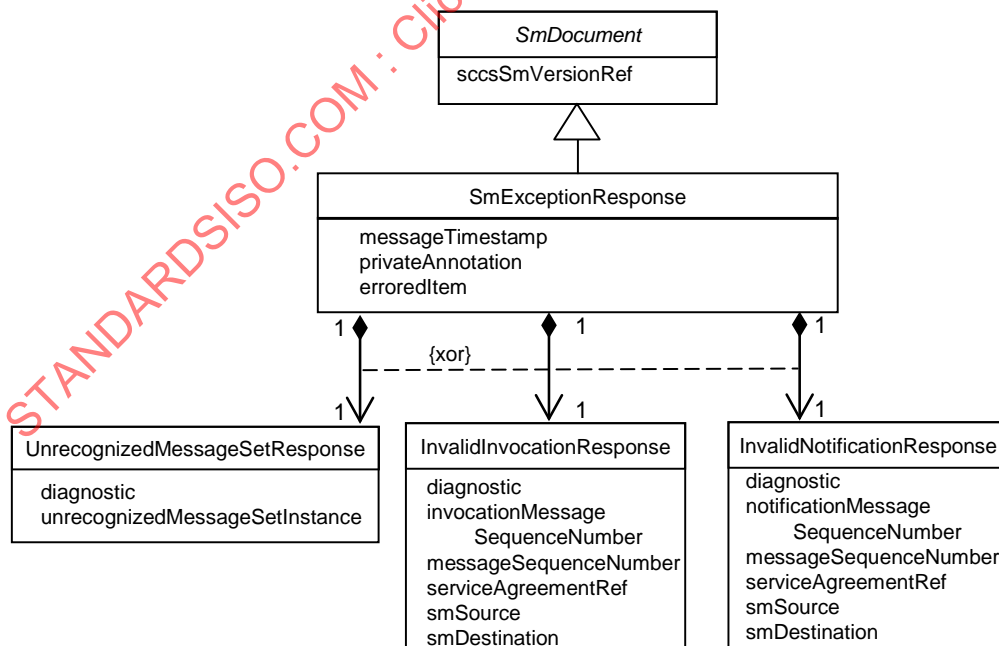 SmDocument
sccsSmVersionRef
STANDARDSISO.COM : Clic
SmExceptionResponse
messageTimestamp
privateAnnotation
erroredItem
1
1
1
{xor}
1
1
1
UnrecognizedMessageSetResponse
diagnostic
unrecognizedMessageSetInstance
InvalidInvocationResponse
diagnostic
invocationMessage
SequenceNumber
messageSequenceNumber
serviceAgreementRef
smSource
smDestination
InvalidNotificationResponse
diagnostic
notificationMessage
SequenceNumber
messageSequenceNumber
serviceAgreementRef
smSource
smDestination